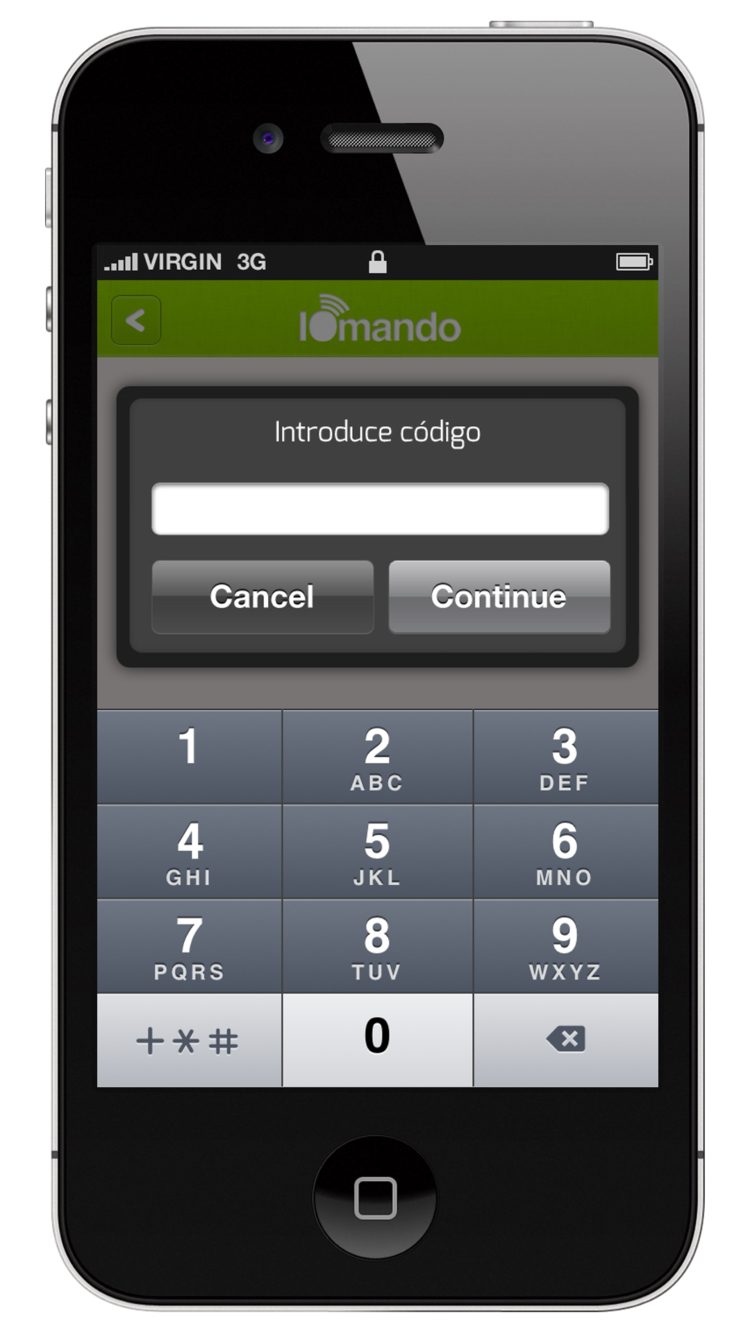 VIRGIN 3G
<
lOmando
Introduce código
Cancel Continue
1 2 3
ABC DEF
4 5 6
GHI JKL MNO
7 8 9
PQRS TUV WXYZ
+*# 0